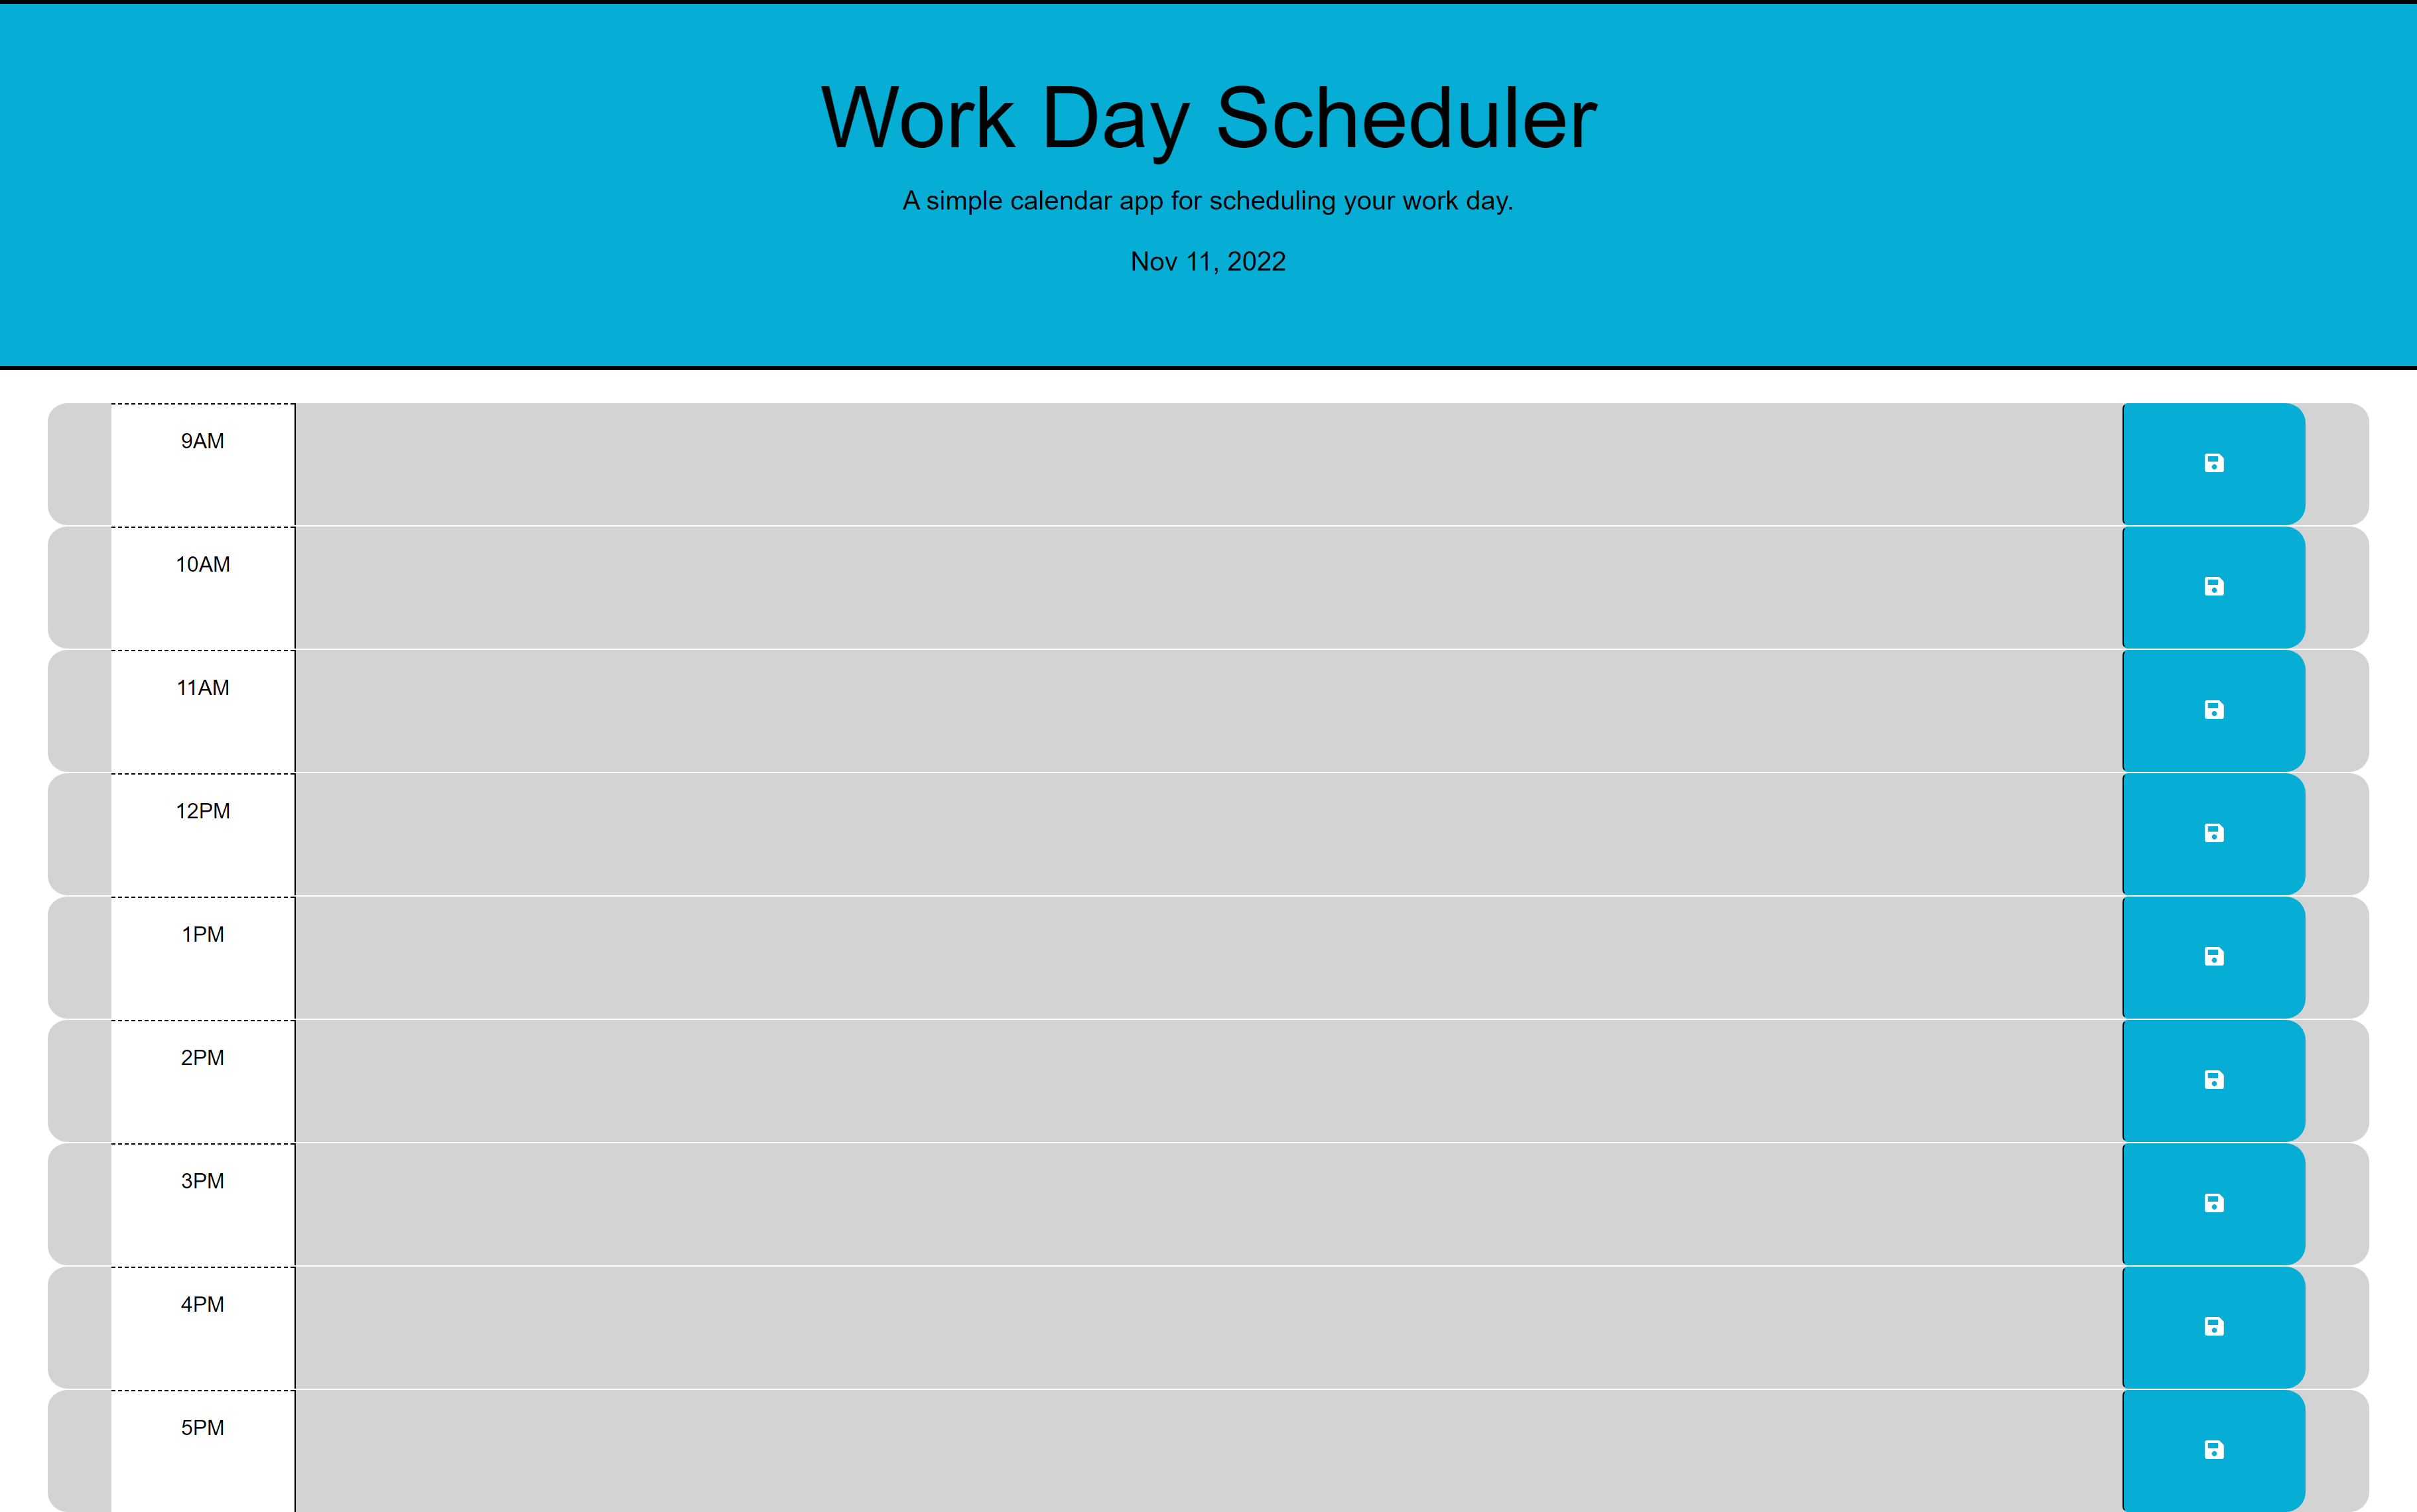 Work Day Scheduler
A simple calendar app for scheduling your work day.
Nov 11, 2022
9AM
10AM
11AM
12PM
1PM
2PM
3PM
4PM
5PM